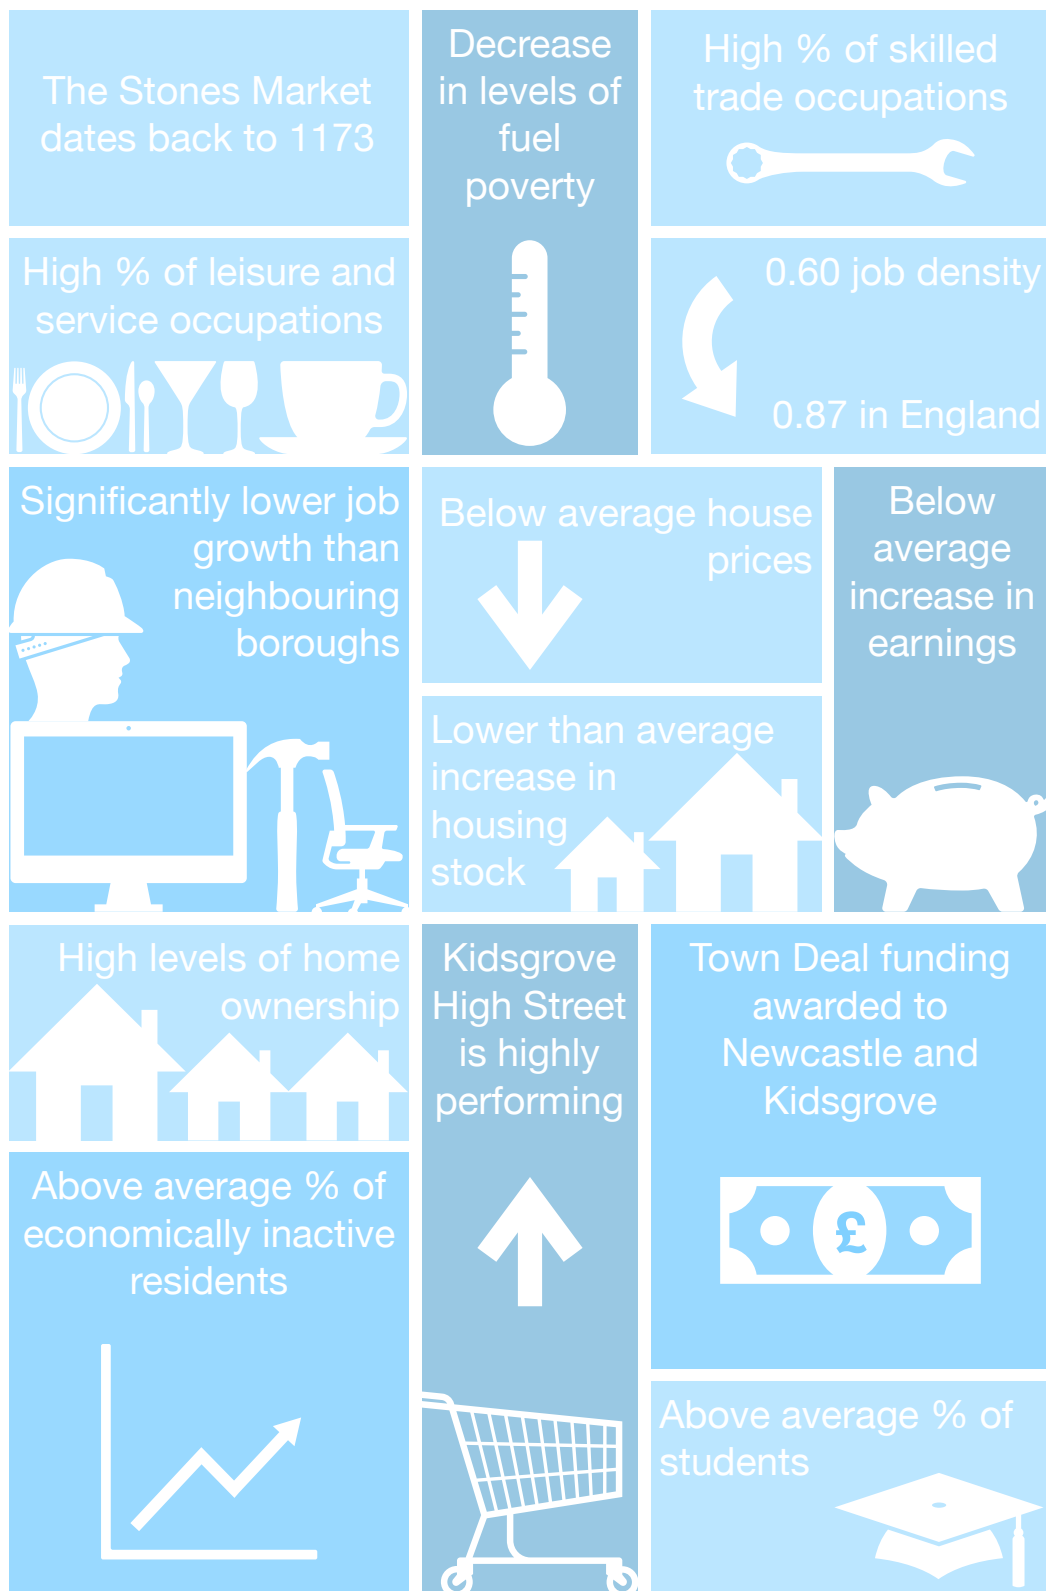 The Stones Market
dates back to 1173
Decrease
in levels of
fuel
poverty
High % of skilled
trade occupations
High % of leisure and
service occupations
0.60 job density
0.87 in England
Significantly lower job
growth than
neighbouring
boroughs
Below average house
prices
Below
average
increase in
earnings
Lower than average
increase in
housing
stock
High levels of home
ownership
Kidsgrove
High Street
is highly
performing
Town Deal funding
awarded to
Newcastle and
Kidsgrove
£
Above average % of
economically inactive
residents
Above average % of
students